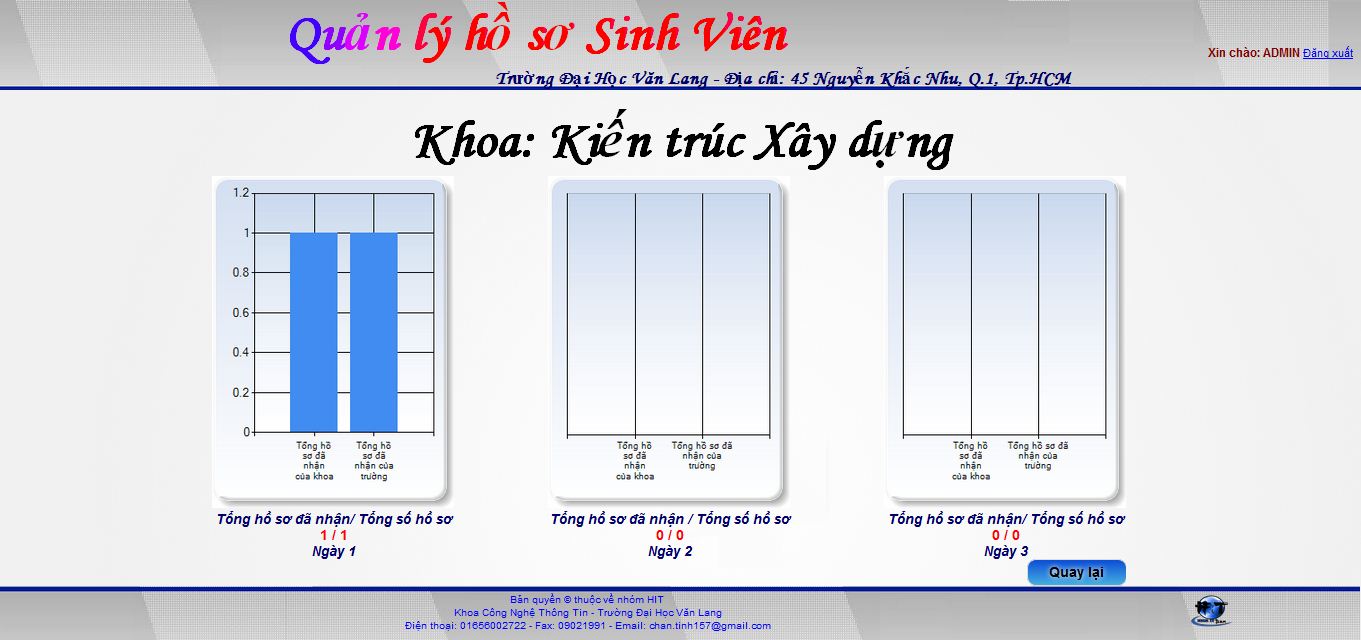 Quản lý hồ sơ Sinh Viên
Xin chào: ADMIN Đăng xuất
Trường Đại Học Văn Lang - Địa chỉ: 45 Nguyễn Khắc Nhu, Q.1, Tp.HCM
Khoa: Kiến trúc Xây dựng
1.2
1
0.8
0.6
0.4
0.2
0
Tổng hồ
sơ đã
nhận
của khoa
Tổng hồ
sơ đã
nhận của
trường
Tổng hồ sơ đã nhận/ Tổng số hồ sơ
1 / 1
Ngày 1
Tổng hồ
sơ đã
nhận
của khoa
Tổng hồ sơ đã
nhận của
trường
Tổng hồ sơ đã nhận / Tổng số hồ sơ
0 / 0
Ngày 2
Tổng hồ
sơ đã
nhận
của khoa
Tổng hồ sơ đã
nhận của
trường
Tổng hồ sơ đã nhận/ Tổng số hồ sơ
0 / 0
Ngày 3
Quay lại
Bản quyền © thuộc về nhóm HIT
Khoa Công Nghệ Thông Tin - Trường Đại Học Văn Lang
Điện thoại: 01656002722 - Fax: 09021991 - Email: chan.tinh157@gmail.com